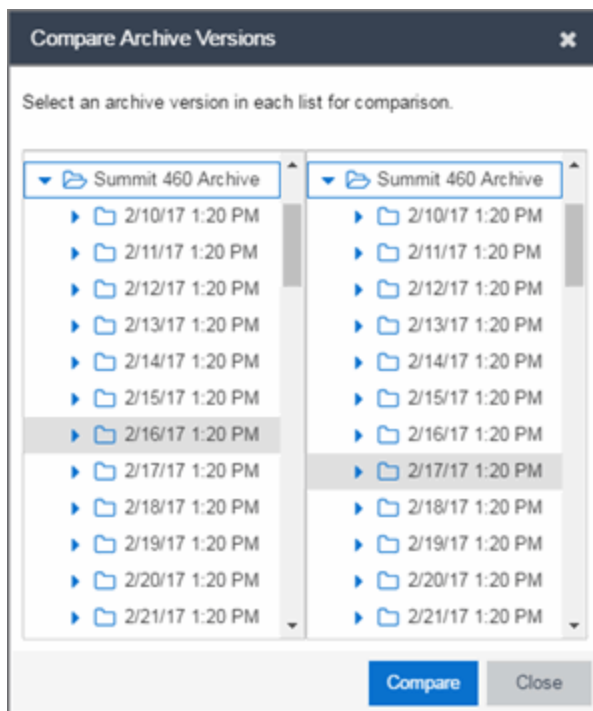 Compare Archive Versions
Select an archive version in each list for comparison.
Summit 460 Archive
2/10/17 1:20 PM
2/11/17 1:20 PM
2/12/17 1:20 PM
2/13/17 1:20 PM
2/14/17 1:20 PM
2/15/17 1:20 PM
2/16/17 1:20 PM
2/17/17 1:20 PM
2/18/17 1:20 PM
2/19/17 1:20 PM
2/20/17 1:20 PM
2/21/17 1:20 PM
Summit 460 Archive
2/10/17 1:20 PM
2/11/17 1:20 PM
2/12/17 1:20 PM
2/13/17 1:20 PM
2/14/17 1:20 PM
2/15/17 1:20 PM
2/16/17 1:20 PM
2/17/17 1:20 PM
2/18/17 1:20 PM
2/19/17 1:20 PM
2/20/17 1:20 PM
2/21/17 1:20 PM
Compare
Close